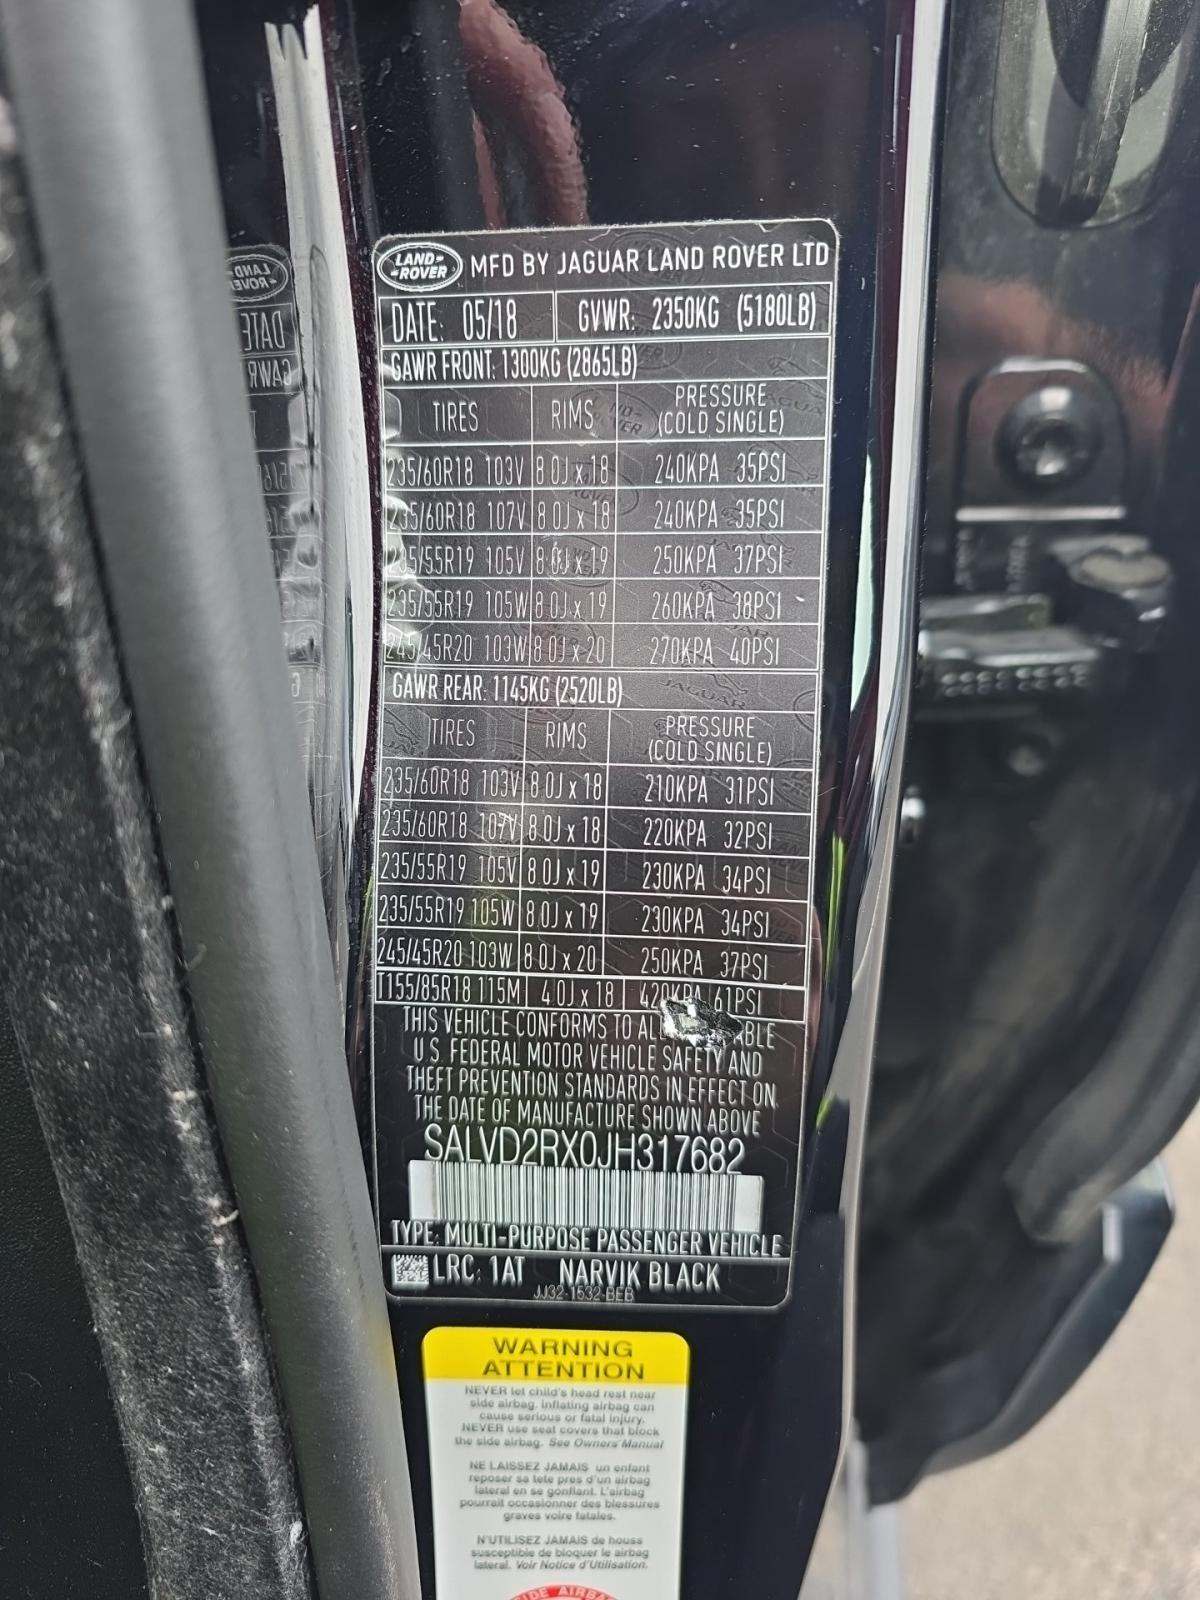 LAND-
-ROVER
MFD BY JAGUAR LAND ROVER LTD
DATE: 05/18 GVWR: 2350KG (5180LB)
GAWR FRONT: 1300KG (2865LB)
TIRES RIMS PRESSURE (COLD SINGLE)
235/60R18 103V 8.0J x 18 240KPA 35PSI
235/60R18 107V 8.0J x 18 240KPA 35PSI
235/55R19 105V 8.0J x 19 250KPA 37PSI
235/55R19 105W 8.0J x 19 260KPA 38PSI
245/45R20 103W 8.0J x 20 270KPA 40PSI
GAWR REAR: 1145KG (2520LB)
TIRES RIMS PRESSURE (COLD SINGLE)
235/60R18 103V 8.0J x 18 210KPA 31PSI
235/60R18 107V 8.0J x 18 220KPA 32PSI
235/55R19 105V 8.0J x 19 230KPA 34PSI
235/55R19 105W 8.0J x 19 230KPA 34PSI
245/45R20 103W 8.0J x 20 250KPA 37PSI
T155/85R18 115M 4.0J x 18 420KPA 61PSI
THIS VEHICLE CONFORMS TO
U.S. FEDERAL MOTOR VEHICLE SAFETY AND
THEFT PREVENTION STANDARDS IN EFFECT ON
THE DATE OF MANUFACTURE SHOWN ABOVE
SALVD2RX0JH317682
TYPE: MULTI-PURPOSE PASSENGER VEHICLE
LRC: 1AT NARVIK BLACK
JJ32-1532-BEB
WARNING
ATTENTION
NEVER let child's head rest near
side airbag. Inflating airbag can
cause serious or fatal injury.
NEVER use seat covers that block
the side airbag. See Owners Manual
NE LAISSEZ JAMAIS un enfant
reposer sa tete pres d'un airbag
lateral en se gonflant. L'airbag
pourrait occasionner des blessures
graves voire fatales.
N'UTILISEZ JAMAIS de houss
susceptible de bloquer le airbag
lateral. Voir Notice d'Utilisation.
SIDE AIRBAG